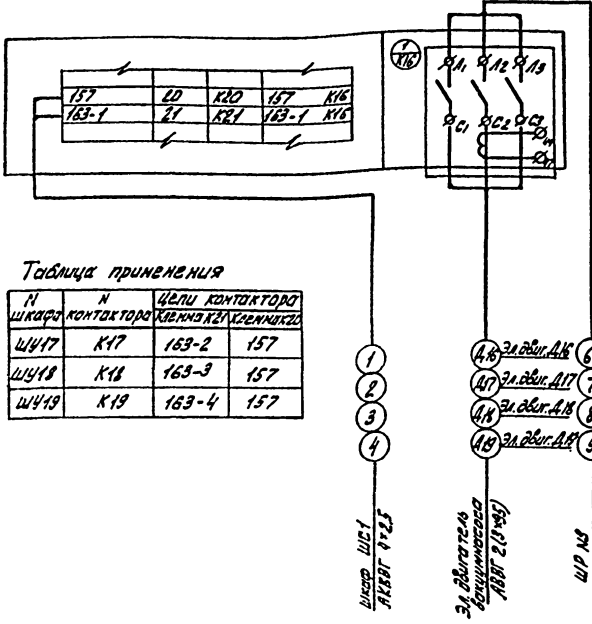 1
К16
Л1 Л2 Л3
С1 С2 С3
157 20 К20 157 К16
163-1 21 К21 163-1 К16
Таблица применения
N шкафа N контактора Цепи контактора
Клемма К21 Клемма К20
ШУ17 К17 163-2 157
ШУ18 К18 163-3 157
ШУ19 К19 163-4 157
1
2
3
4
Д16 Эл.двиг.Д16 6
Д17 Эл.двиг.Д17 7
Д18 Эл.двиг.Д18 8
Д19 Эл.двиг.Д19 9
шкаф ШС1
АКВВГ 4×2,5
Эл. двигатель
вакуумнасоса
АВВГ 2(3×95)